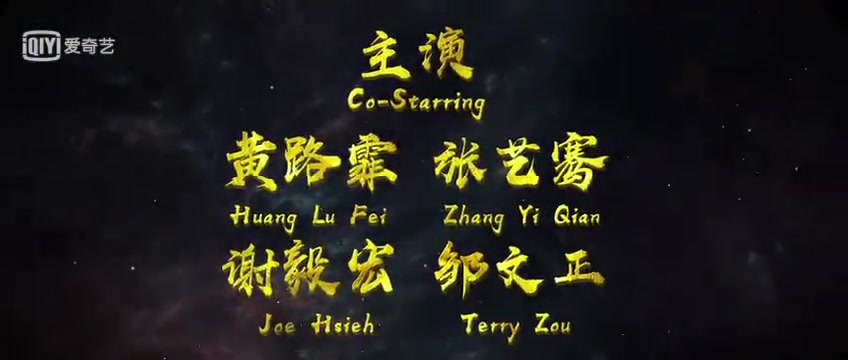 iQIYI 爱奇艺
主演
Co-Starring
黄路霏 张艺骞
Huang Lu Fei Zhang Yi Qian
谢毅宏 邹文正
Joe Hsieh Terry Zou